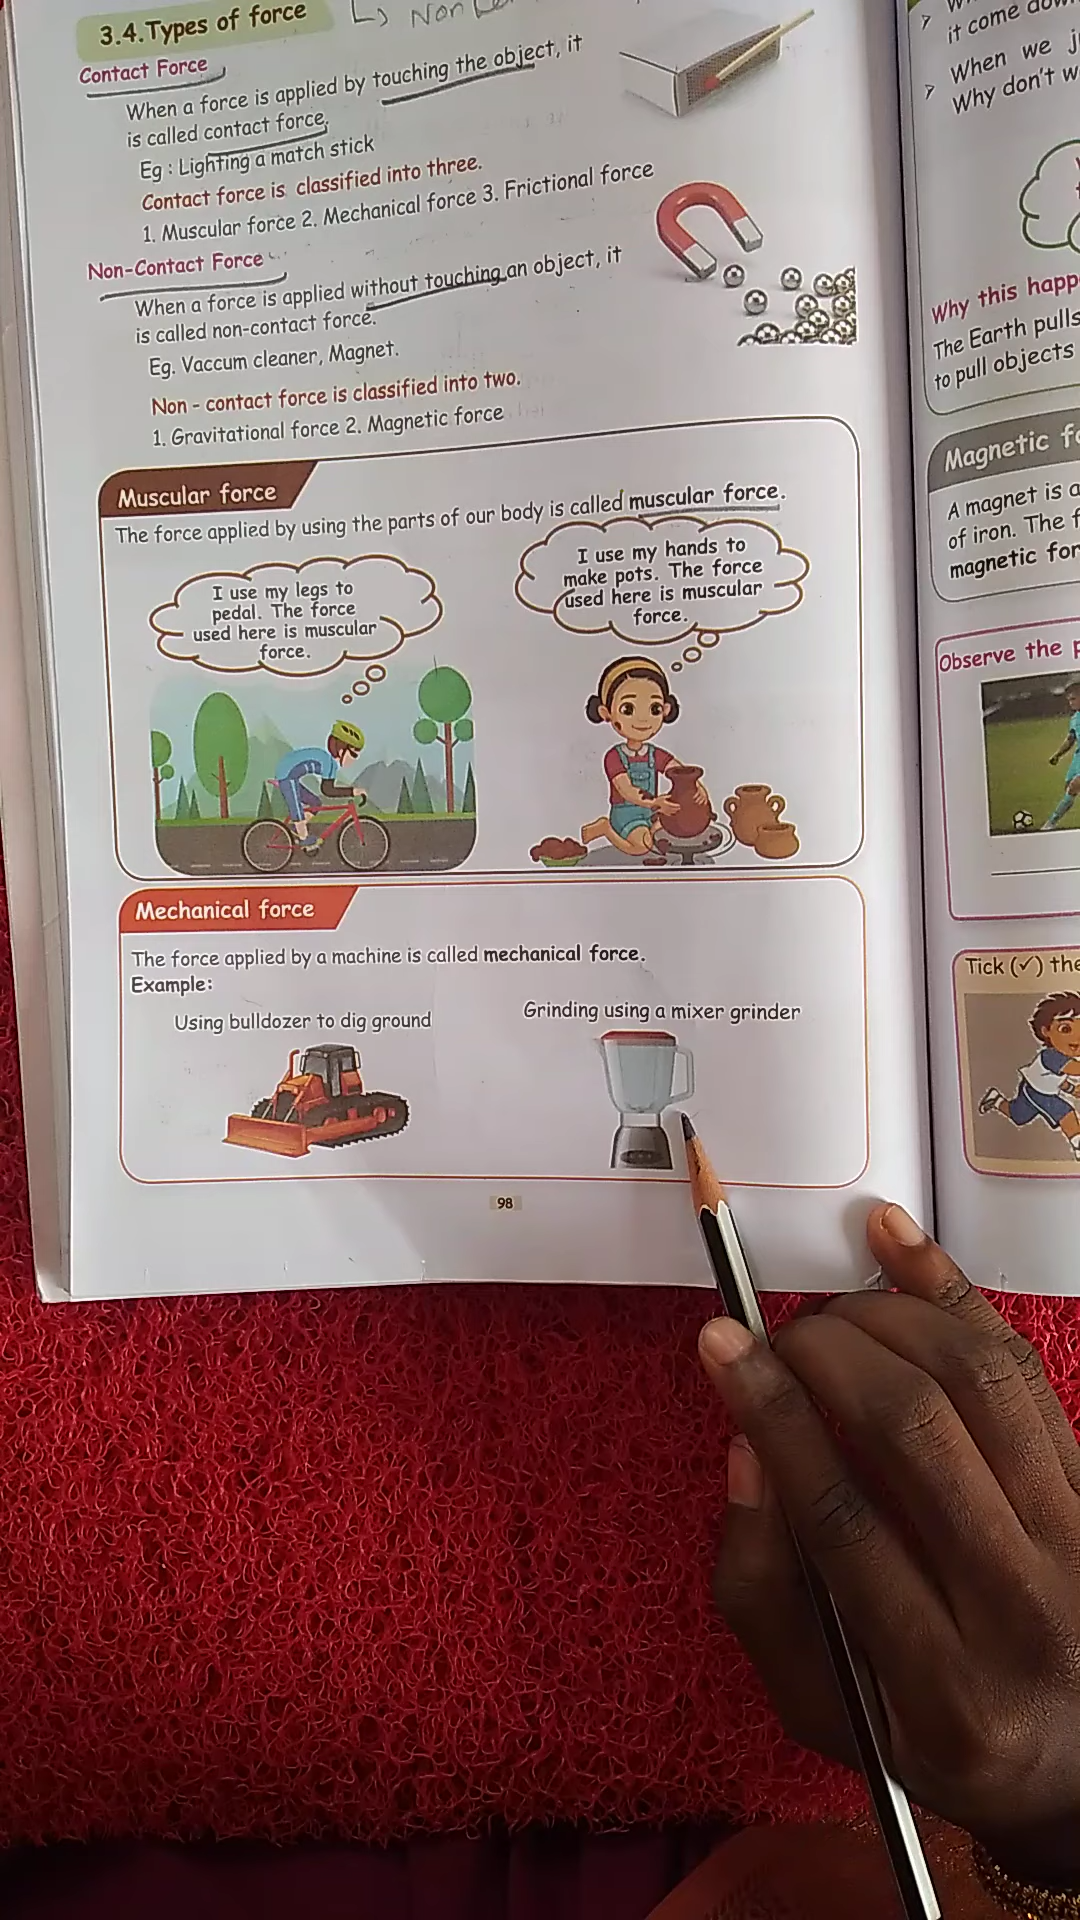 3.4.Types of force
Non
Contact Force
When a force is applied by touching the object, it
is called contact force.
Eg : Lighting a match stick
Contact force is classified into three.
1. Muscular force 2. Mechanical force 3. Frictional force
Non-Contact Force
When a force is applied without touching an object, it
is called non-contact force.
Eg. Vaccum cleaner, Magnet.
Non - contact force is classified into two.
1. Gravitational force 2. Magnetic force
Muscular force
The force applied by using the parts of our body is called muscular force.
I use my legs to
pedal. The force
used here is muscular
force.
I use my hands to
make pots. The force
used here is muscular
force.
Mechanical force
The force applied by a machine is called mechanical force.
Example:
Using bulldozer to dig ground
Grinding using a mixer grinder
98
it come
When we
Why don't
Why this
The Earth pulls
to pull objects
Magnetic
A magnet is a
of iron. The
magnetic
Observe the
Tick (✓) the